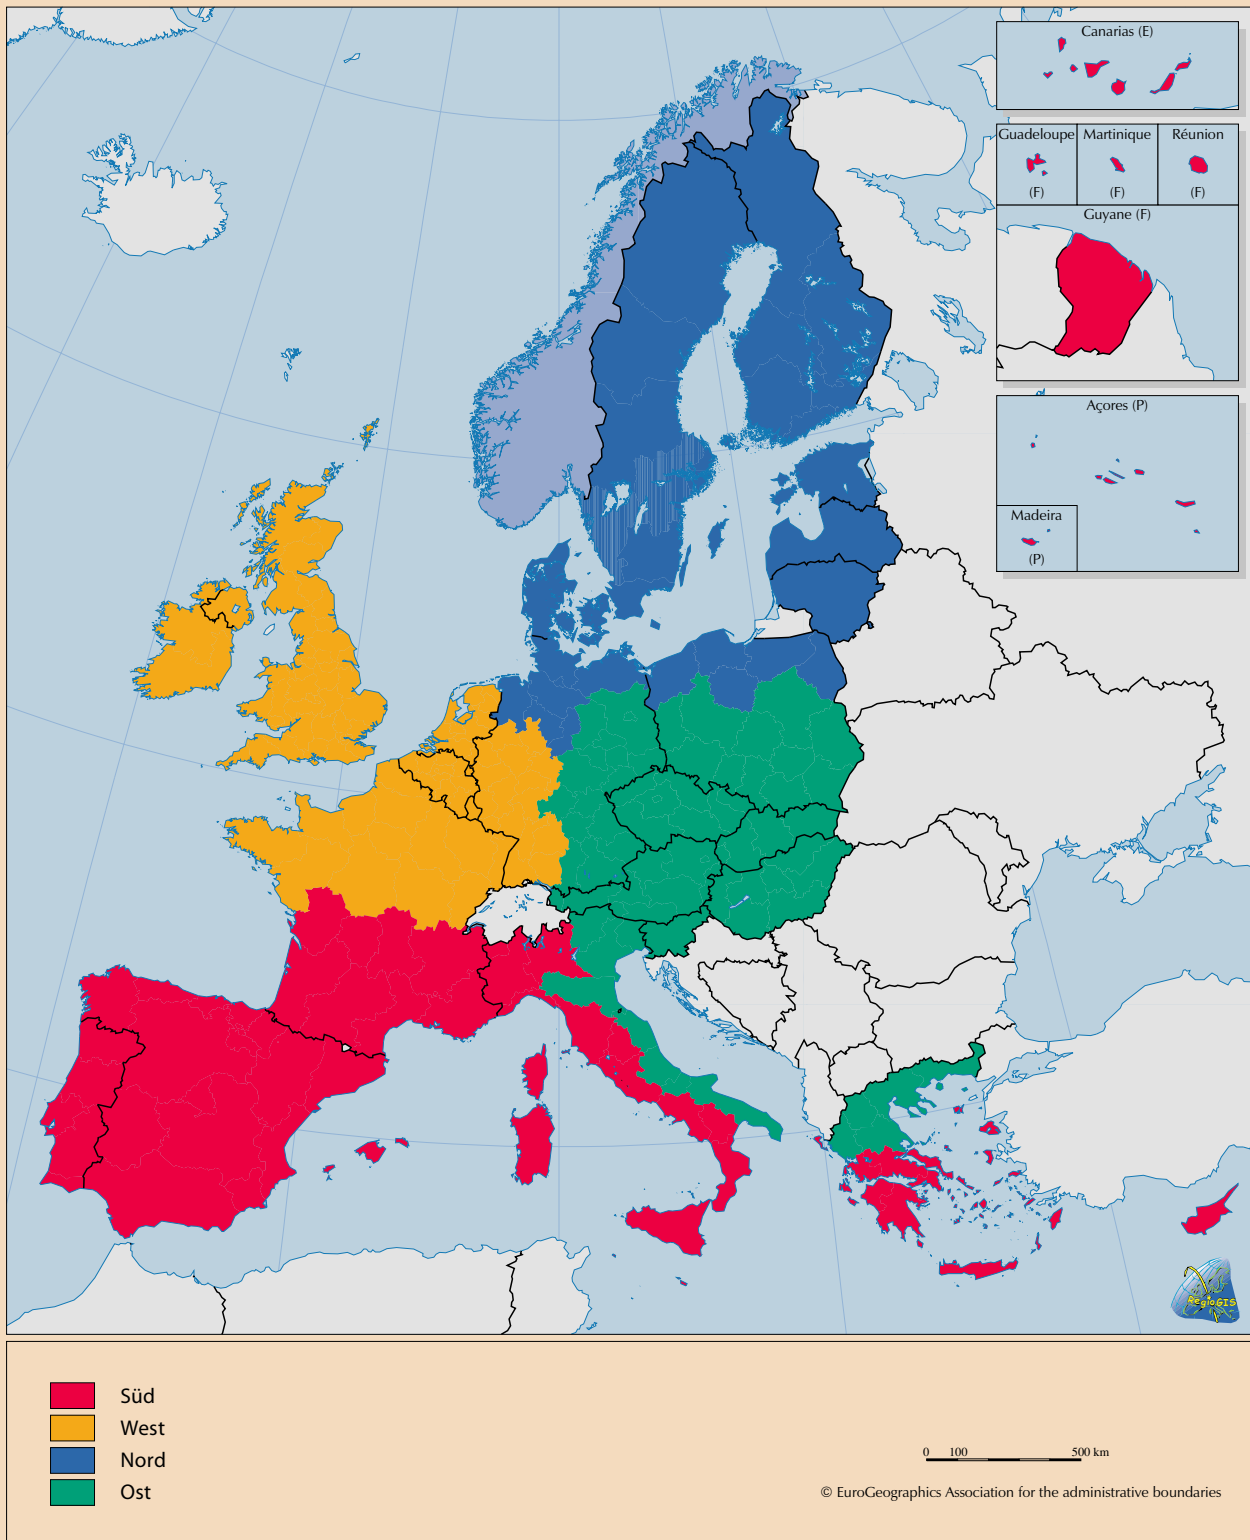 Canarias (E)
Guadeloupe
Martinique
Réunion
(F)
(F)
(F)
Guyane (F)
Açores (P)
Madeira
(P)
RegioGIS
Süd
West
Nord
Ost
0 100 500 km
© EuroGeographics Association for the administrative boundaries